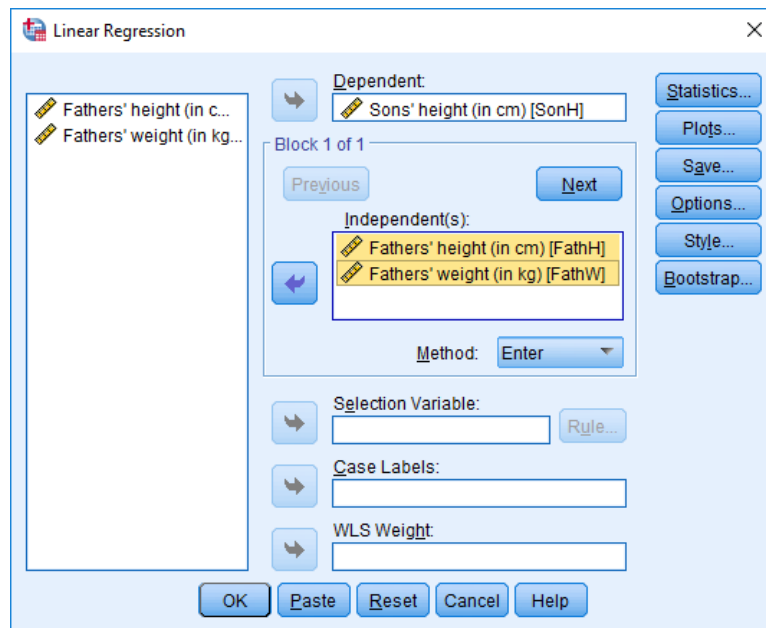 Linear Regression
Fathers' height (in c...
Fathers' weight (in kg...
Dependent:
Sons' height (in cm) [SonH]
Block 1 of 1
Previous
Next
Independent(s):
Fathers' height (in cm) [FathH]
Fathers' weight (in kg) [FathW]
Method:
Enter
Selection Variable:
Rule...
Case Labels:
WLS Weight:
Statistics...
Plots...
Save...
Options...
Style...
Bootstrap...
OK
Paste
Reset
Cancel
Help